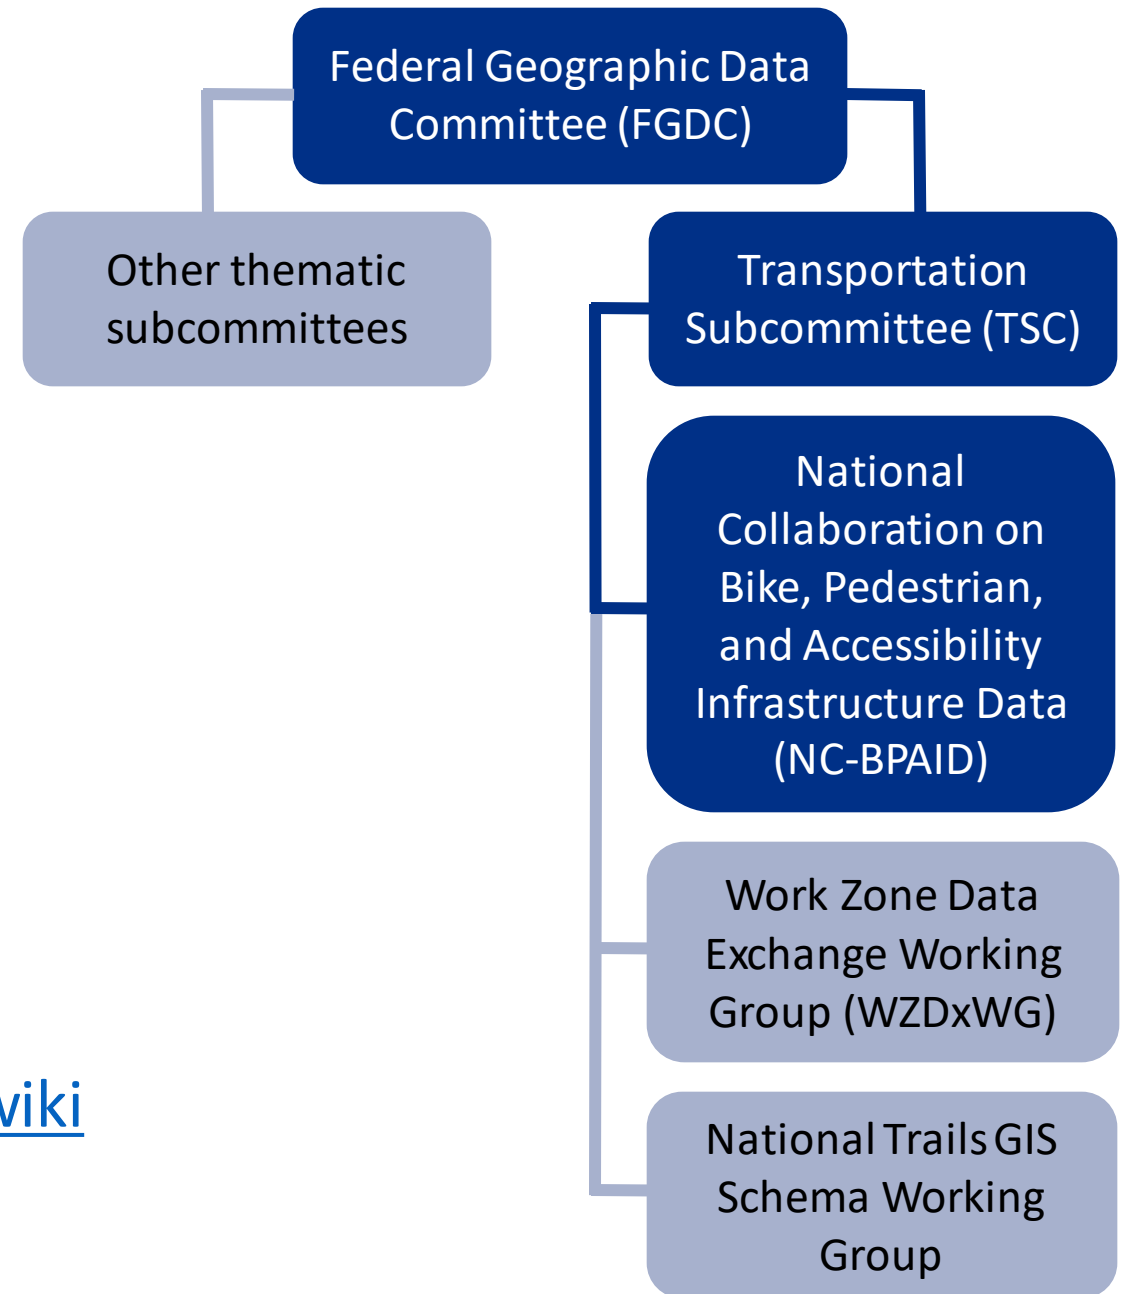 Federal Geographic Data
Committee (FGDC)
Other thematic
subcommittees
Transportation
Subcommittee (TSC)
National
Collaboration on
Bike, Pedestrian,
and Accessibility
Infrastructure Data
(NC-BPAID)
Work Zone Data
Exchange Working
Group (WZDxWG)
wiki
National Trails GIS
Schema Working
Group